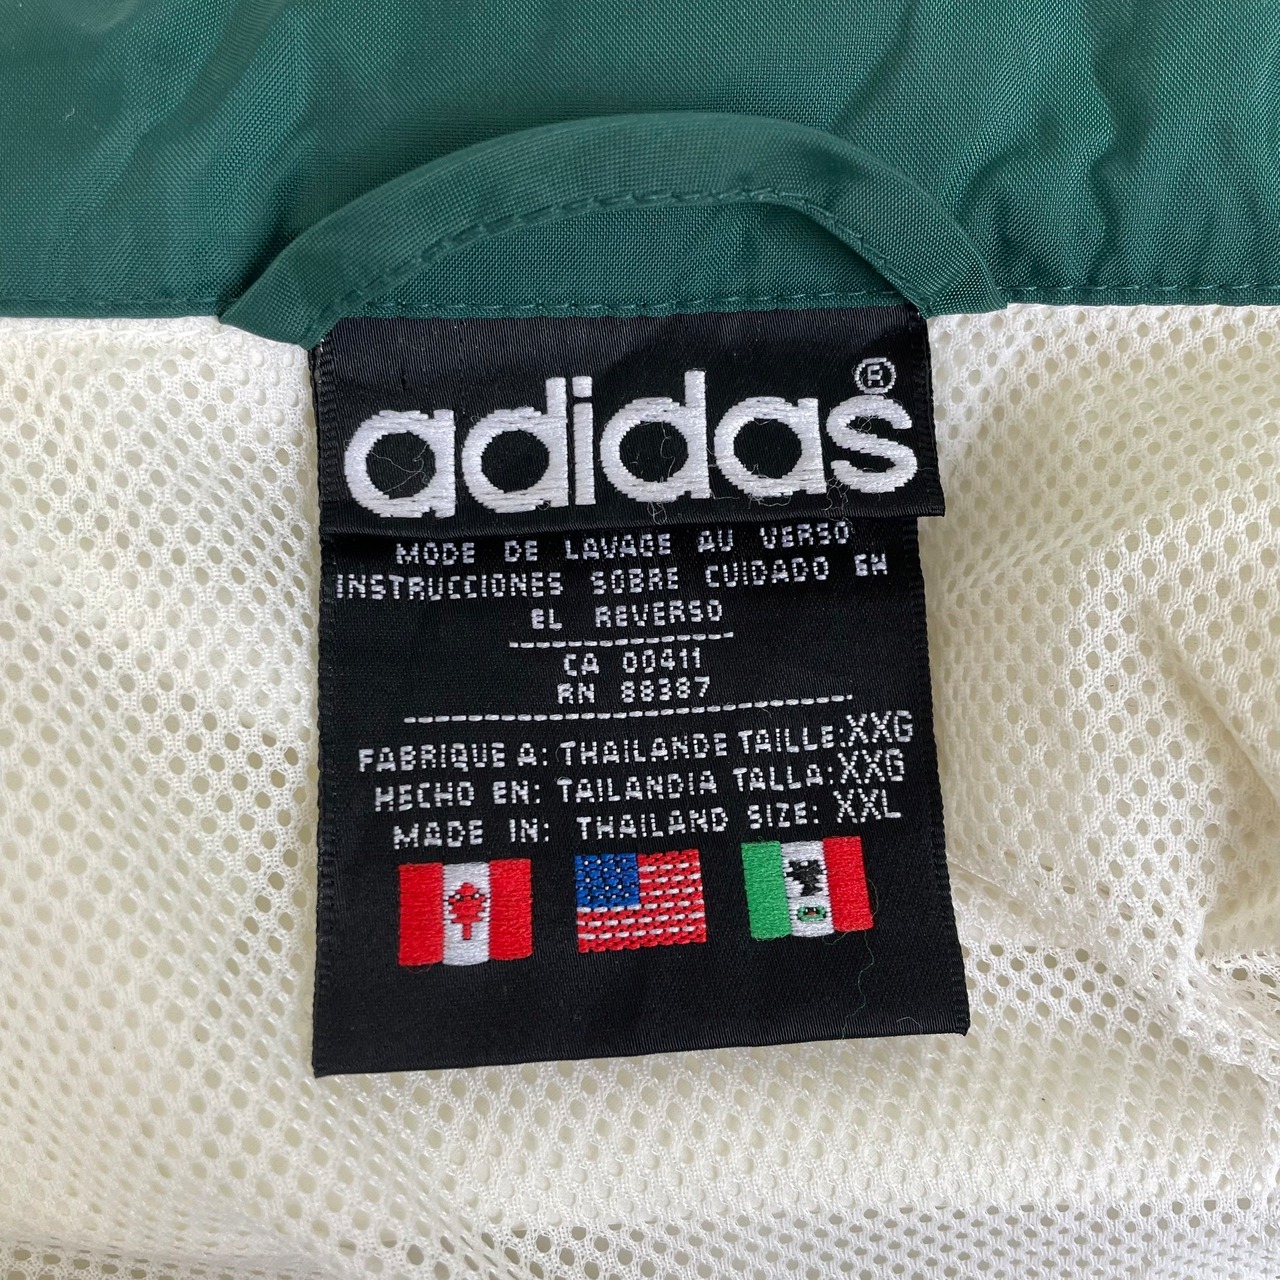 adidas®
MODE DE LAVAGE AU VERSO
INSTRUCCIONES SOBRE CUIDADO EN
EL REVERSO
CA 00411
RN 88387
FABRIQUE A: THAILANDE TAILLE: XXG
HECHO EN: TAILANDIA TALLA: XXG
MADE IN: THAILAND SIZE: XXL